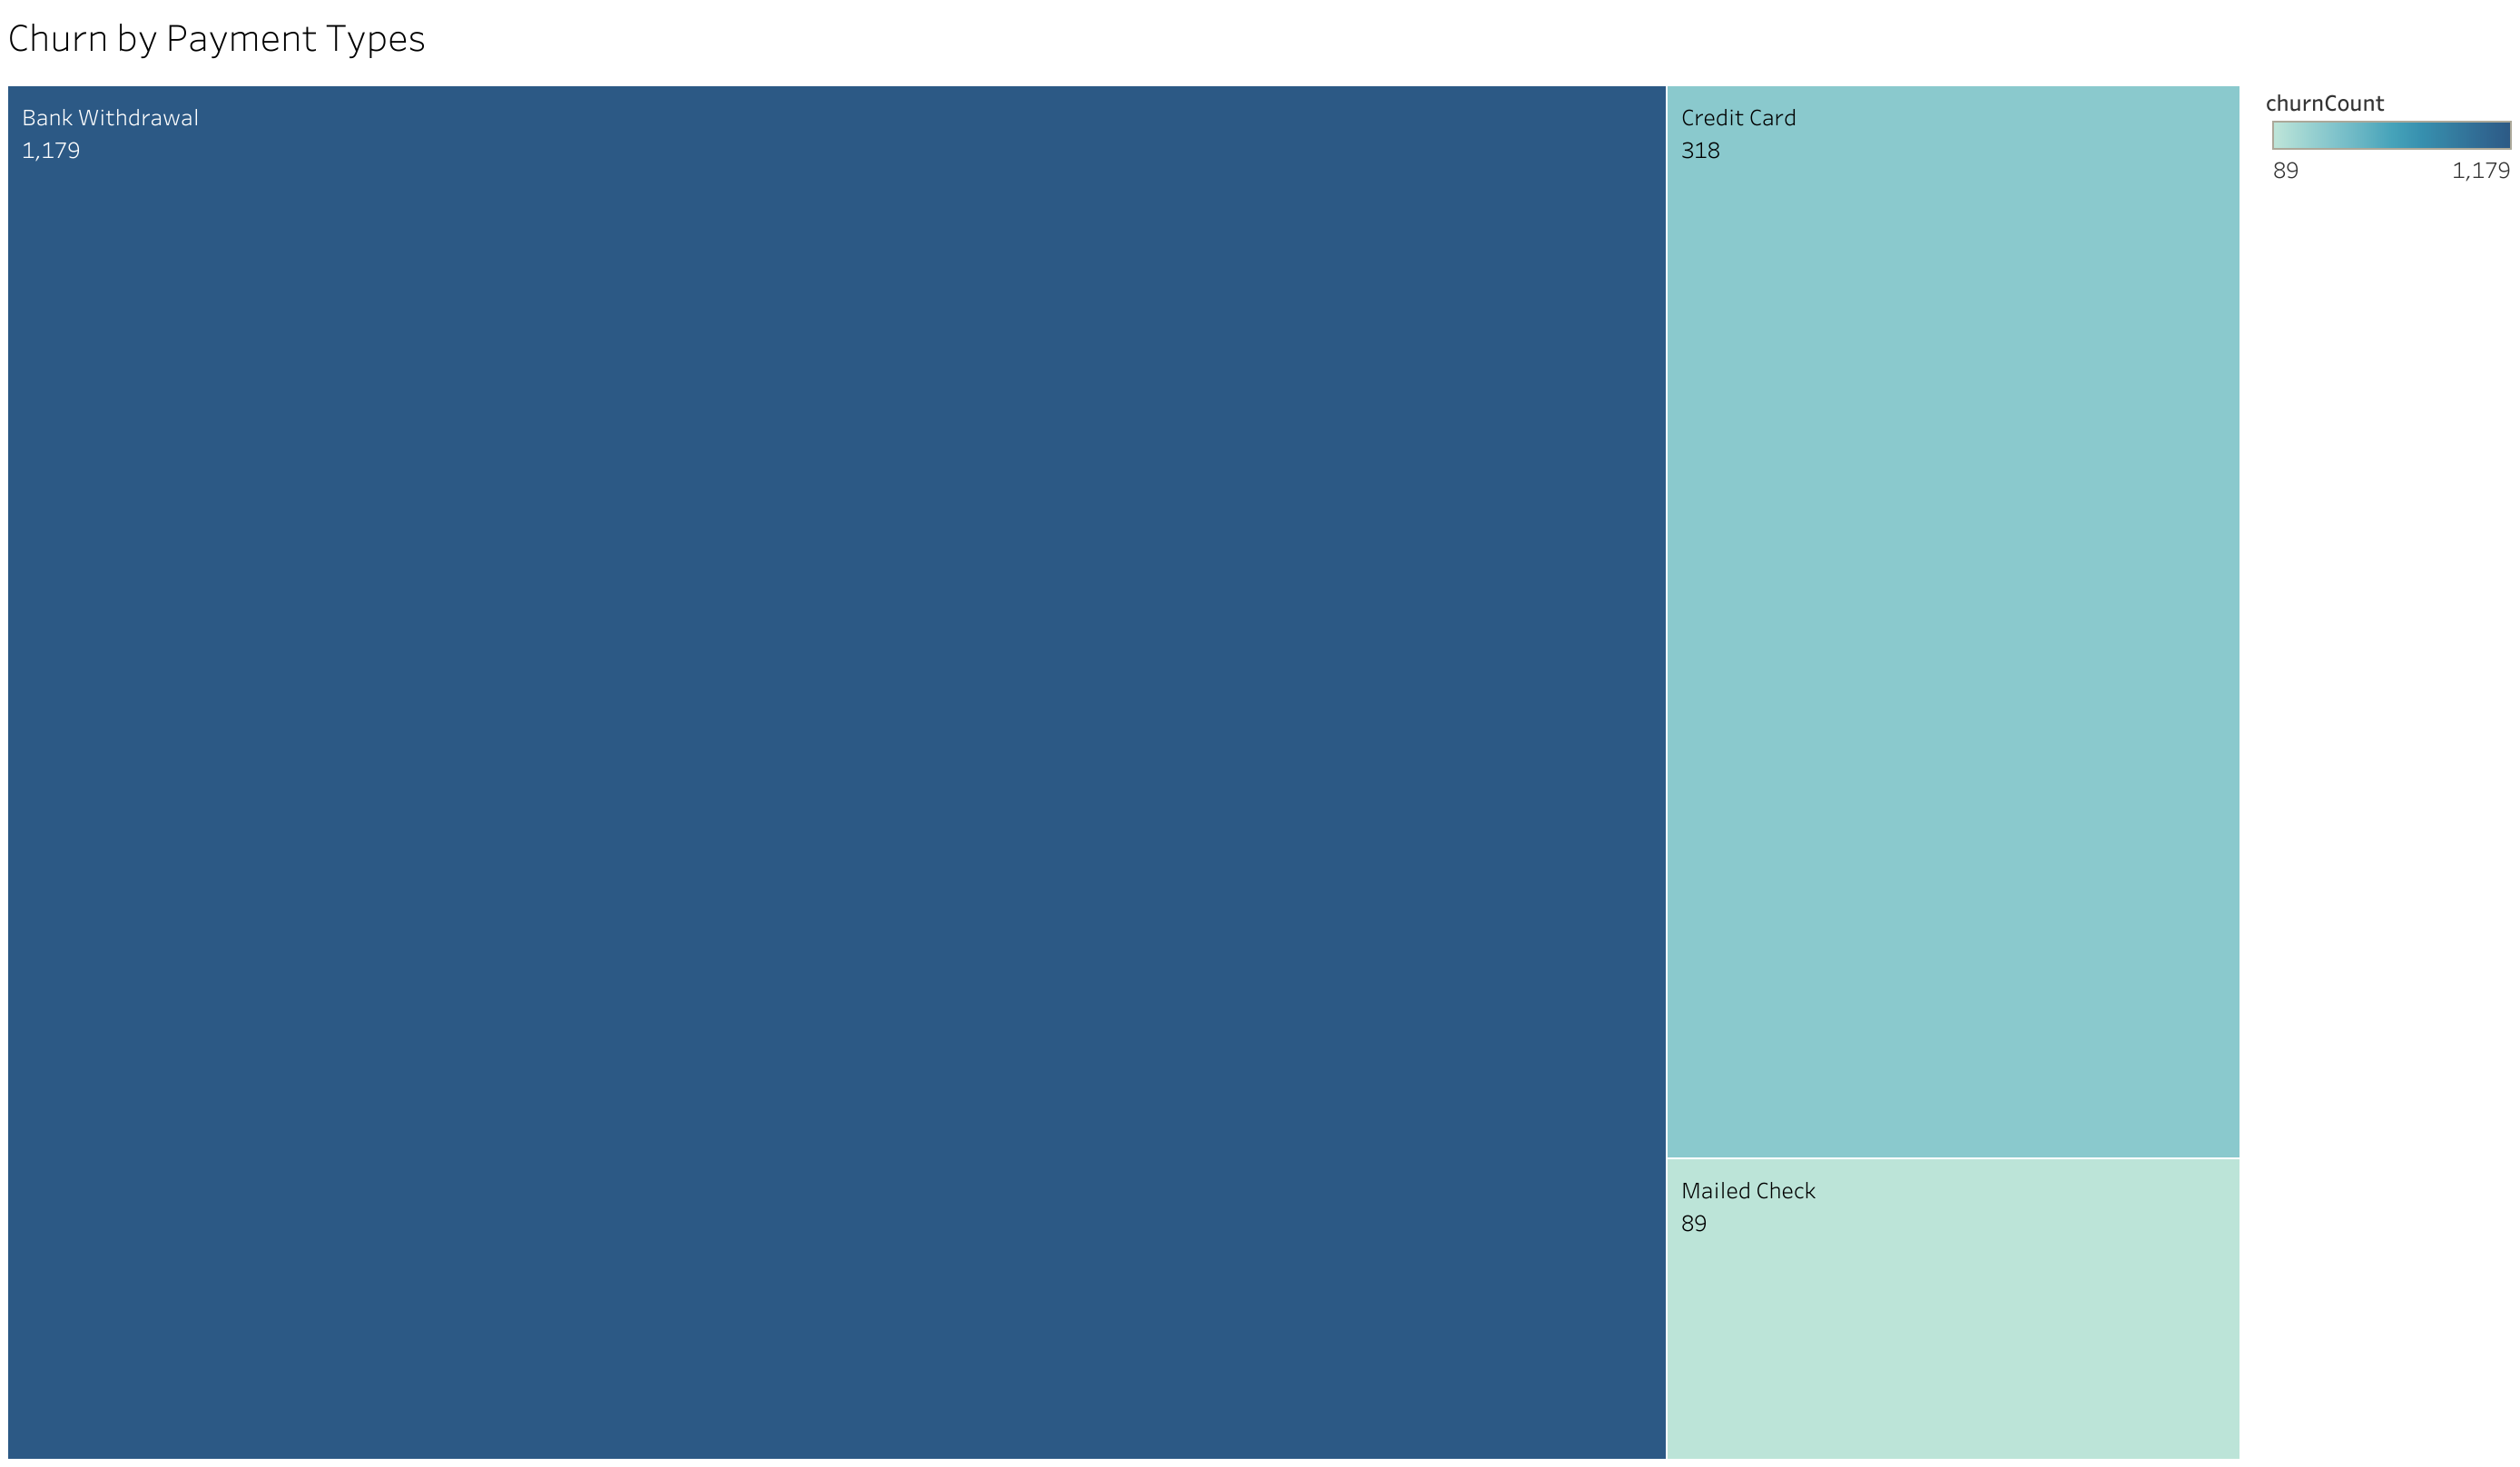 Churn by Payment Types
Bank Withdrawal
1,179
Credit Card
318
Mailed Check
89
churnCount
89 1,179